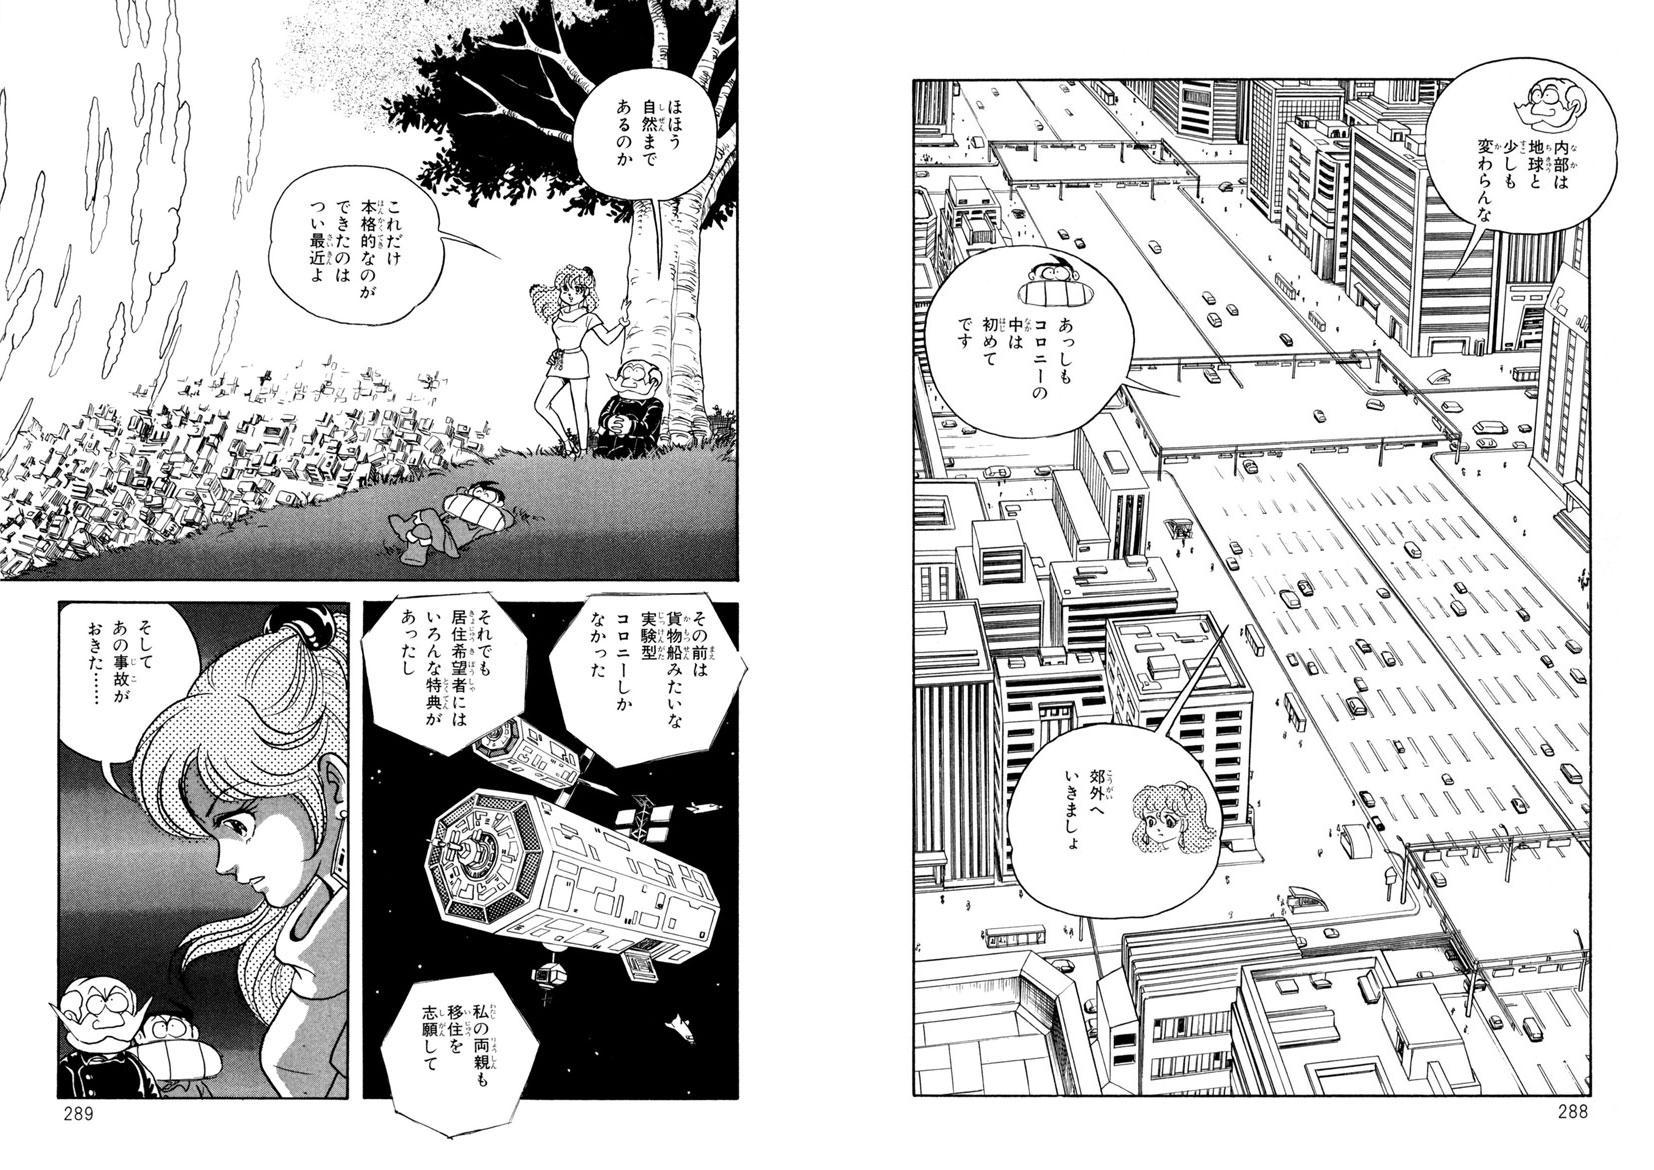 内部は
地球と
少しも
変わらんな
あっしも
コロニーの
中は
初めて
です
郊外へ
いきましょ
288
ほほう
自然まで
あるのか
これだけ
本格的なのが
できたのは
つい最近よ
その前は
貨物船みたいな
実験型
コロニーしか
なかった
それでも
居住希望者には
いろんな特典が
あったし
私の両親も
移住を
志願して
そして
あの事故が
おきた……
289